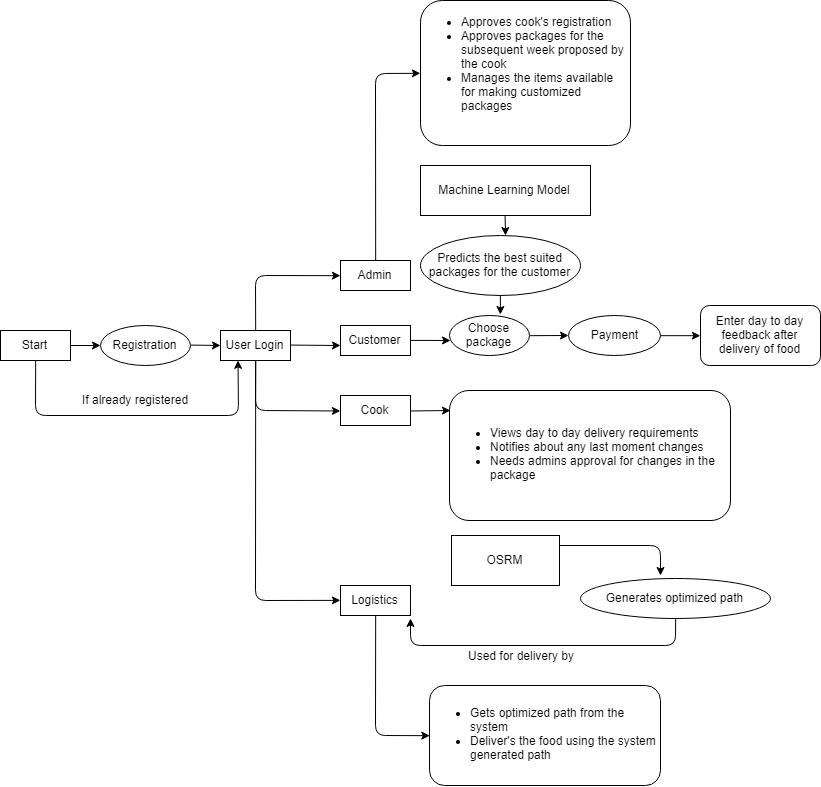 • Approves cook's registration
• Approves packages for the
subsequent week proposed by
the cook
• Manages the items available
for making customized
packages
Machine Learning Model
Predicts the best suited
packages for the customer
Admin
Start
Registration
User Login
Customer
Choose
package
Payment
Enter day to day
feedback after
delivery of food
If already registered
Cook
• Views day to day delivery requirements
• Notifies about any last moment changes
• Needs admins approval for changes in the
package
OSRM
Generates optimized path
Logistics
Used for delivery by
• Gets optimized path from the
system
• Deliver's the food using the system
generated path